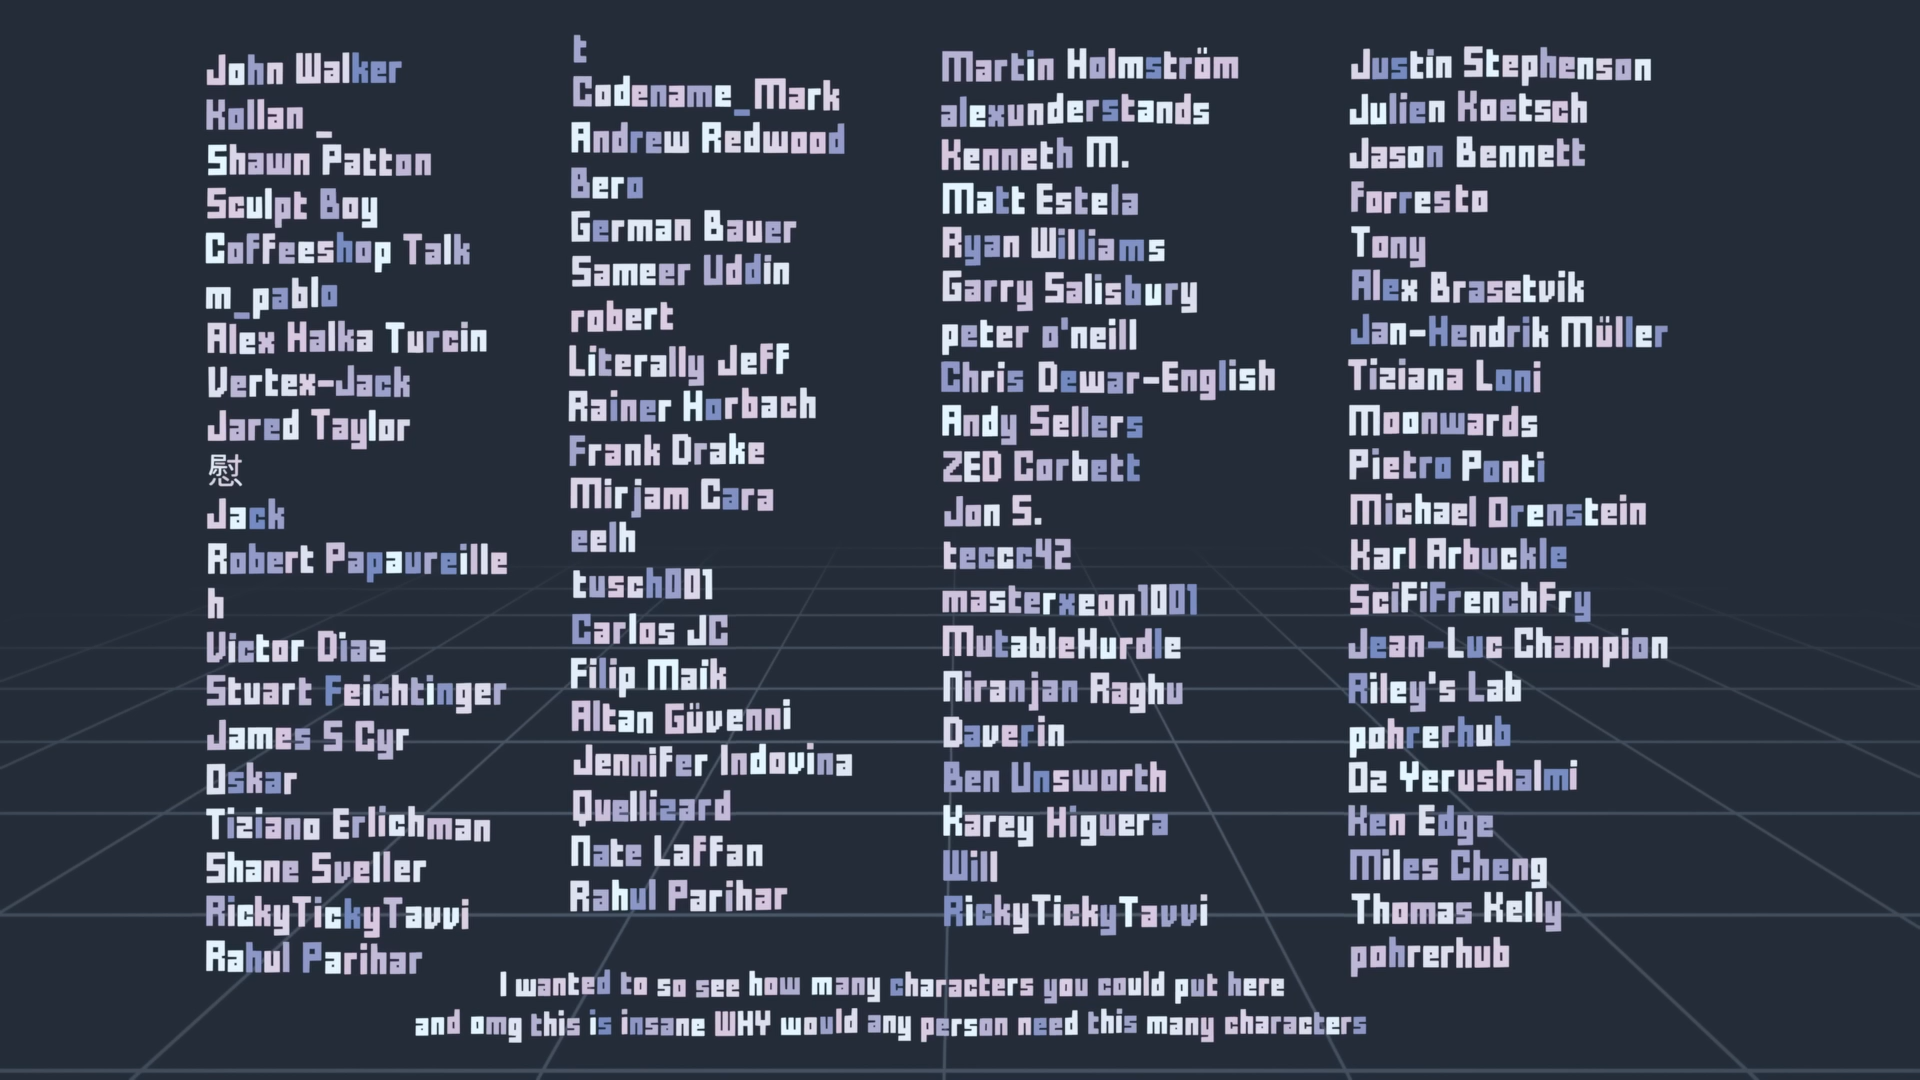 John Walker
Kollan _
Shawn Patton
Sculpt Boy
Coffeeshop Talk
m_pablo
Alex Halka Turcin
Vertex-Jack
Jared Taylor
慰
Jack
Robert Papaureille
h
Victor Diaz
Stuart Feichtinger
James S Cyr
Oskar
Tiziano Erlichman
Shane Sveller
RickyTickyTavvi
Rahul Parihar
t
Codename_Mark
Andrew Redwood
Bero
German Bauer
Sameer Uddin
robert
Literally Jeff
Rainer Horbach
Frank Drake
Mirjam Cara
eelh
tusch001
Carlos JC
Filip Maik
Altan Güvenni
Jennifer Indovina
Quellizard
Nate Laffan
Rahul Parihar
Martin Holmström
alexunderstands
Kenneth M.
Matt Estela
Ryan Williams
Garry Salisbury
peter o'neill
Chris Dewar-English
Andy Sellers
ZED Corbett
Jon S.
teccc42
masterxeon1001
MutableHurdle
Niranjan Raghu
Daverin
Ben Unsworth
Karey Higuera
Will
RickyTickyTavvi
Justin Stephenson
Julien Koetsch
Jason Bennett
forresto
Tony
Alex Brasetvik
Jan-Hendrik Müller
Tiziana Loni
Moonwards
Pietro Ponti
Michael Orenstein
Karl Arbuckle
SciFiFrenchFry
Jean-Luc Champion
Riley's Lab
pohrerhub
Oz Yerushalmi
Ken Edge
Miles Cheng
Thomas Kelly
pohrerhub
I wanted to so see how many characters you could put here
and omg this is insane WHY would any person need this many characters